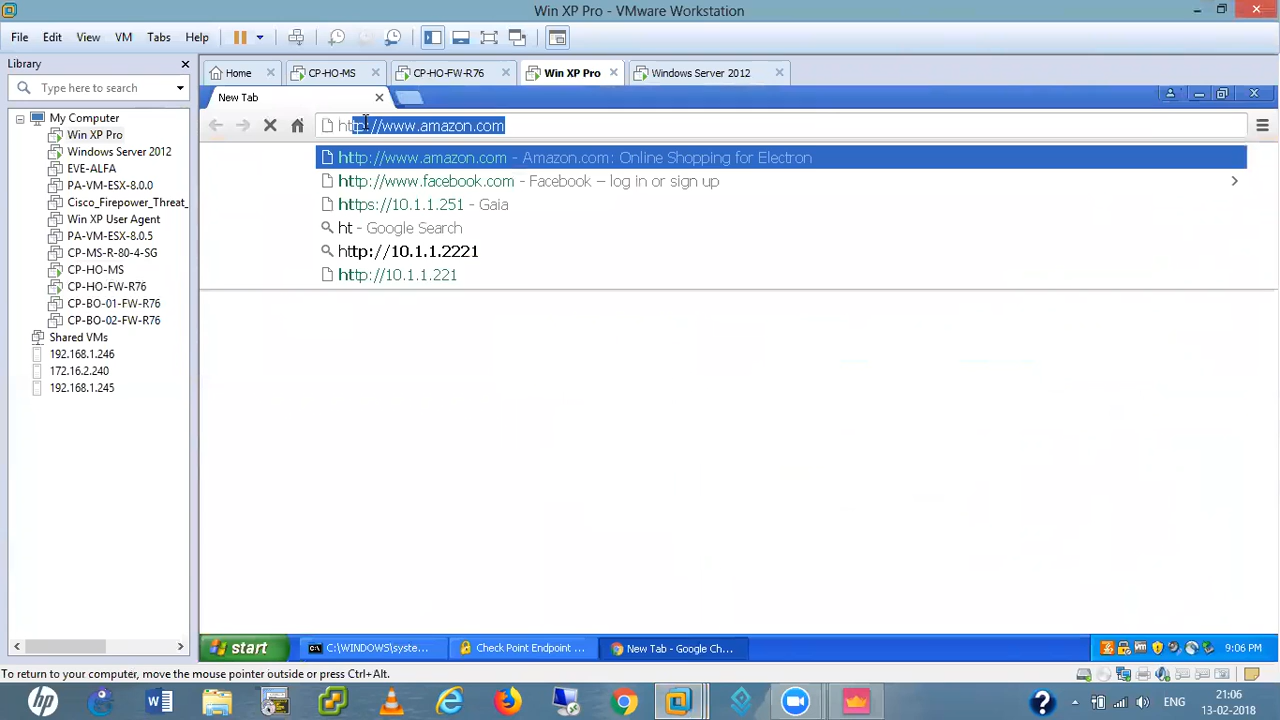 Win XP Pro - VMware Workstation
File Edit View VM Tabs Help
Library
Type here to search
My Computer
Win XP Pro
Windows Server 2012
EVE-ALFA
PA-VM-ESX-8.0.0
Cisco_Firepower_Threat_
Win XP User Agent
PA-VM-ESX-8.0.5
CP-MS-R-80-4-SG
CP-HO-MS
CP-HO-FW-R76
CP-BO-01-FW-R76
CP-BO-02-FW-R76
Shared VMs
192.168.1.246
172.16.2.240
192.168.1.245
Home CP-HO-MS CP-HO-FW-R76 Win XP Pro Windows Server 2012
New Tab
http://www.amazon.com
http://www.amazon.com - Amazon.com: Online Shopping for Electron
http://www.facebook.com - Facebook – log in or sign up
https://10.1.1.251 - Gaia
ht - Google Search
http://10.1.1.2221
http://10.1.1.221
start C:\WINDOWS\syste... Check Point Endpoint ... New Tab - Google Ch... 9:06 PM
To return to your computer, move the mouse pointer outside or press Ctrl+Alt.
ENG 21:06
13-02-2018